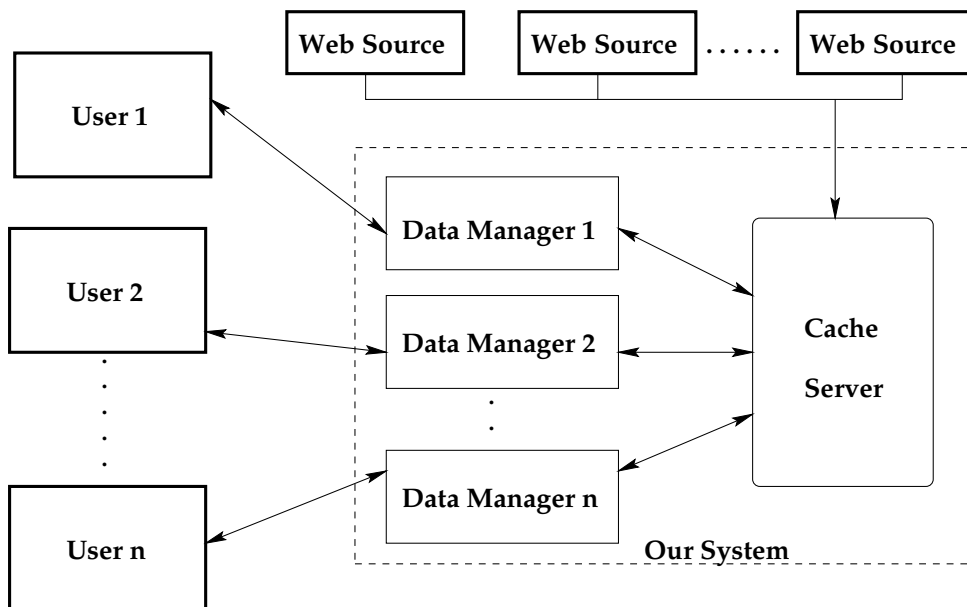 Web Source
Web Source
......
Web Source
User 1
Data Manager 1
User 2
Data Manager 2
Cache
Server
Data Manager n
User n
Our System